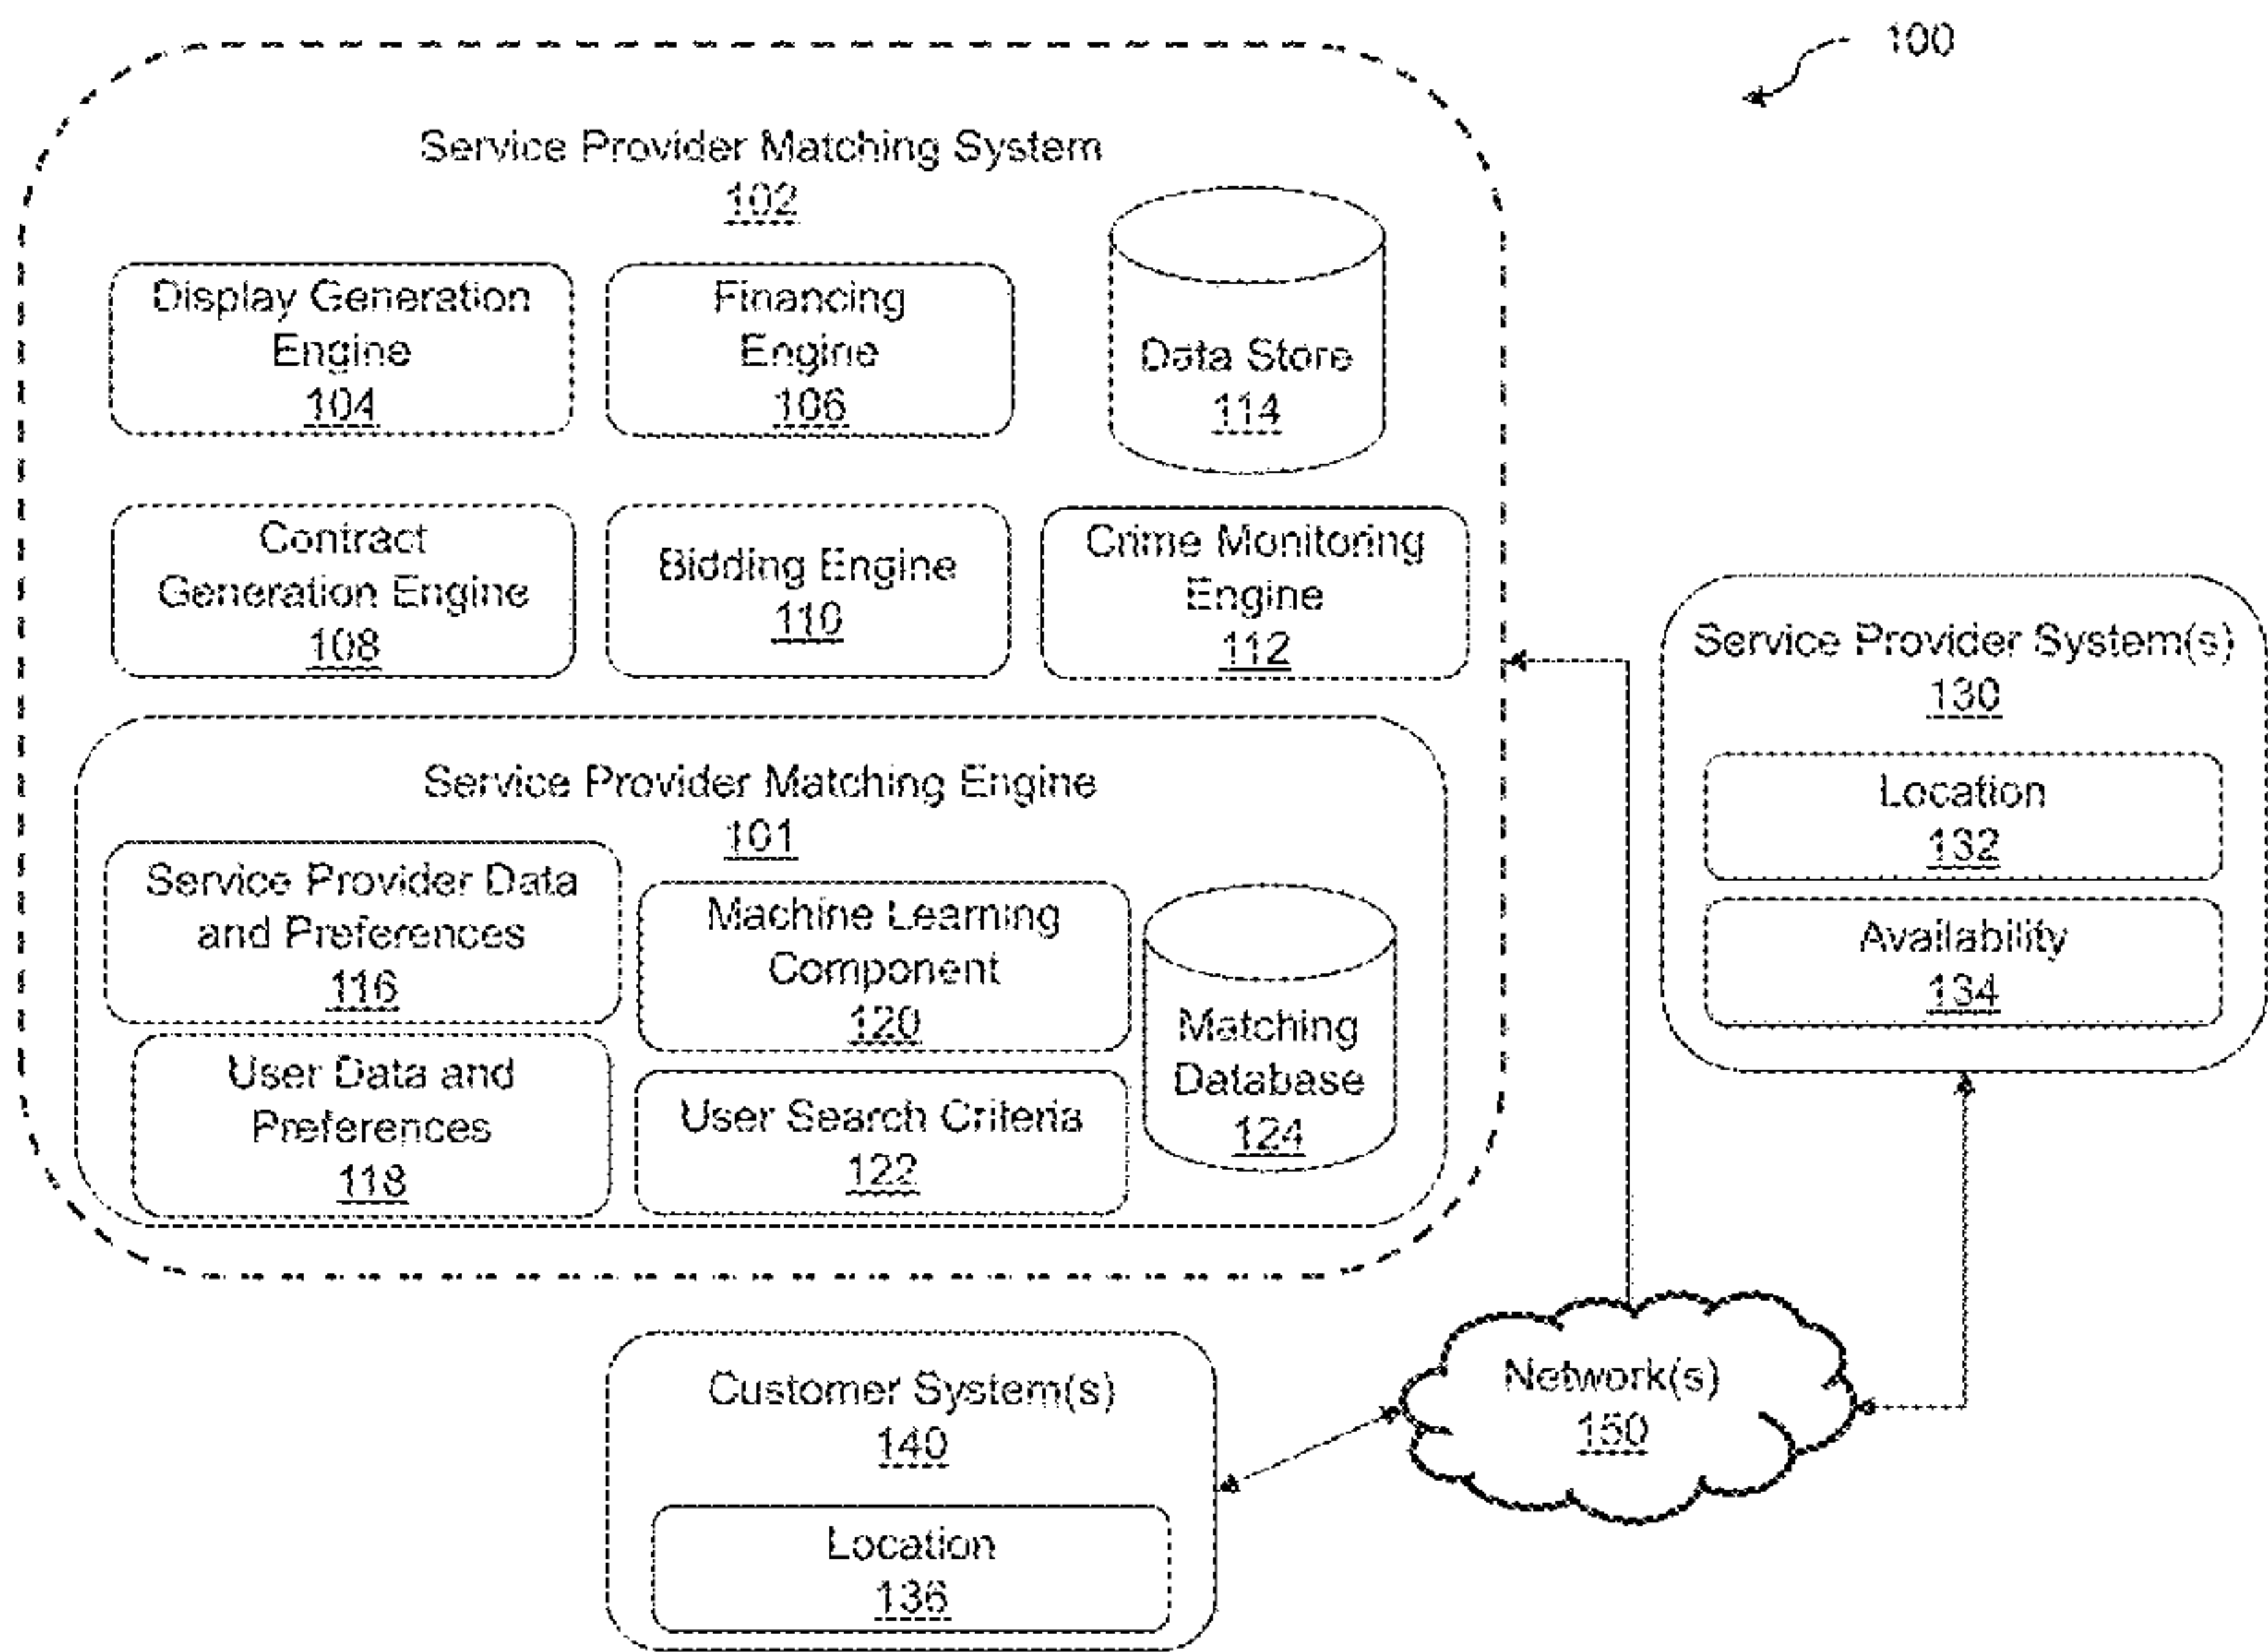 100
Service Provider Matching System
102
Display Generation
Engine
104
Financing
Engine
106
Data Store
114
Contract
Generation Engine
108
Bidding Engine
110
Crime Monitoring
Engine
112
Service Provider Matching Engine
101
Service Provider Data
and Preferences
116
Machine Learning
Component
120
Matching
Database
124
User Data and
Preferences
118
User Search Criteria
122
Service Provider System(s)
130
Location
132
Availability
134
Customer System(s)
140
Location
136
Network(s)
150